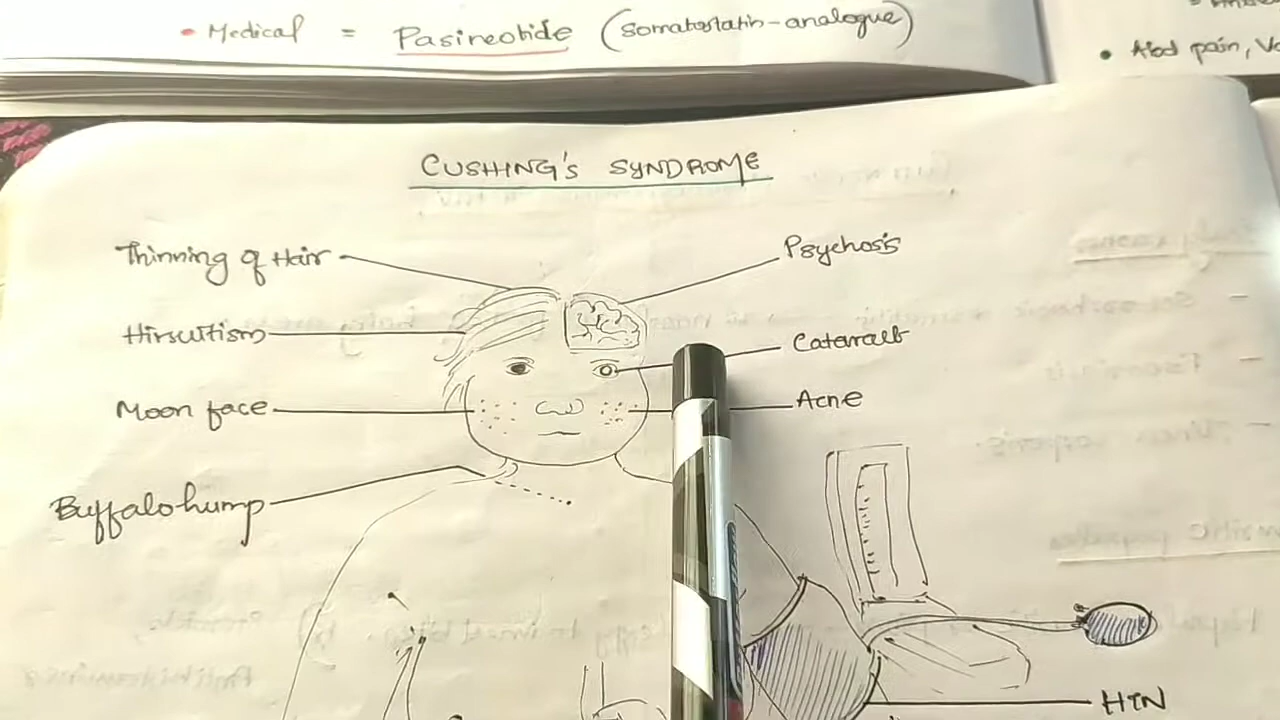 • Medical = Pasireotide (Somatostatin-analogue)
• Abd pain,
CUSHING'S SYNDROME
Thinning of Hair
Psychosis
Hirsutism
Cataract
Moon face
Acne
Buffalo hump
HTN